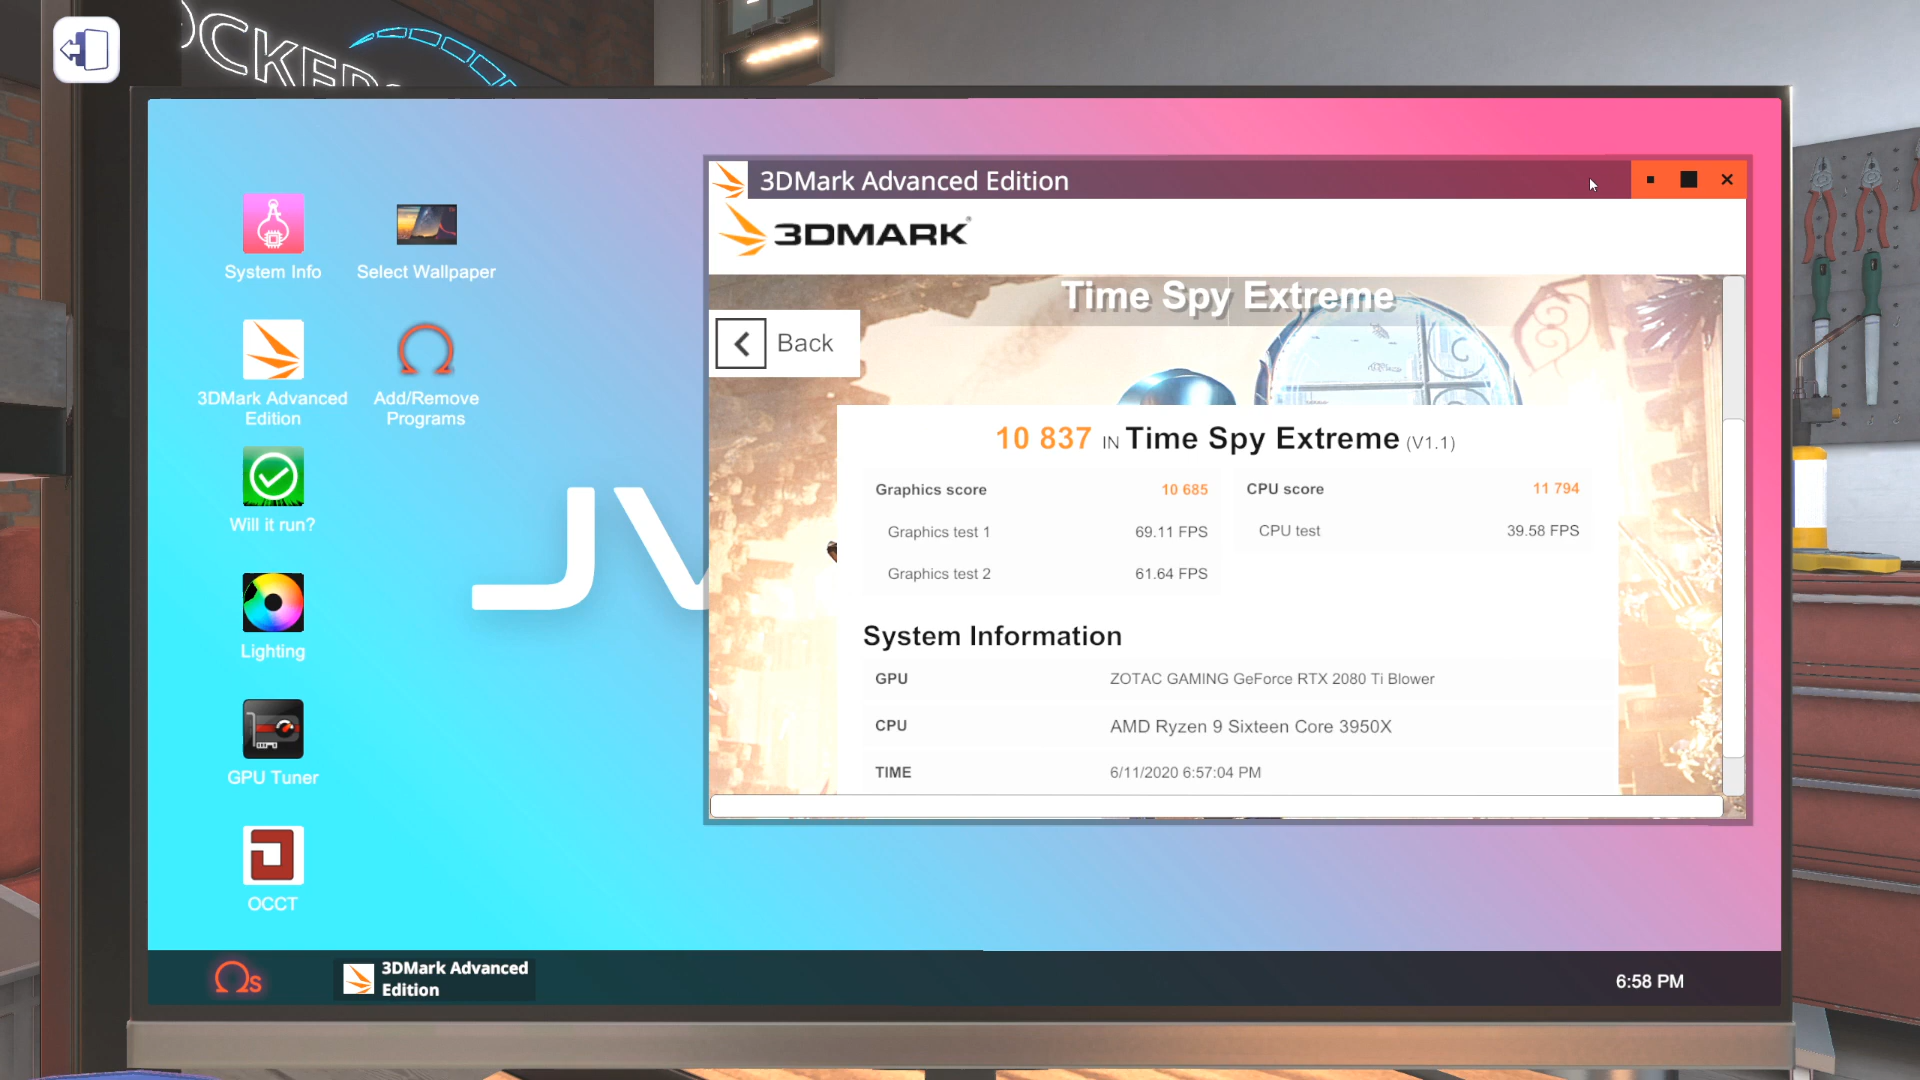 OCKERS
3DMark Advanced Edition
3DMARK
Time Spy Extreme
Back
10 837 IN Time Spy Extreme (V1.1)
Graphics score 10 685
Graphics test 1 69.11 FPS
Graphics test 2 61.64 FPS
CPU score 11 794
CPU test 39.58 FPS
System Information
GPU ZOTAC GAMING GeForce RTX 2080 Ti Blower
CPU AMD Ryzen 9 Sixteen Core 3950X
TIME 6/11/2020 6:57:04 PM
System Info
Select Wallpaper
3DMark Advanced
Edition
Add/Remove
Programs
Will it run?
Lighting
GPU Tuner
OCCT
Ωs
3DMark Advanced
Edition
6:58 PM